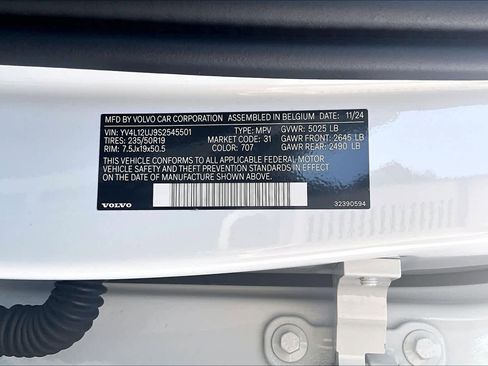 MFD BY VOLVO CAR CORPORATION ASSEMBLED IN BELGIUM DATE: 11/24
VIN: YV4L12UJ9S2545501 TYPE: MPV GVWR: 5025 LB
TIRES: 235/50R19 MARKET CODE: 31 GAWR FRONT: 2645 LB
RIM: 7.5Jx19x50.5 COLOR: 707 GAWR REAR: 2490 LB
THIS VEHICLE CONFORMS TO ALL APPLICABLE FEDERAL MOTOR
VEHICLE SAFETY AND THEFT PREVENTION STANDARDS IN EFFECT
ON THE DATE OF MANUFACTURE SHOWN ABOVE.
VOLVO 32390594